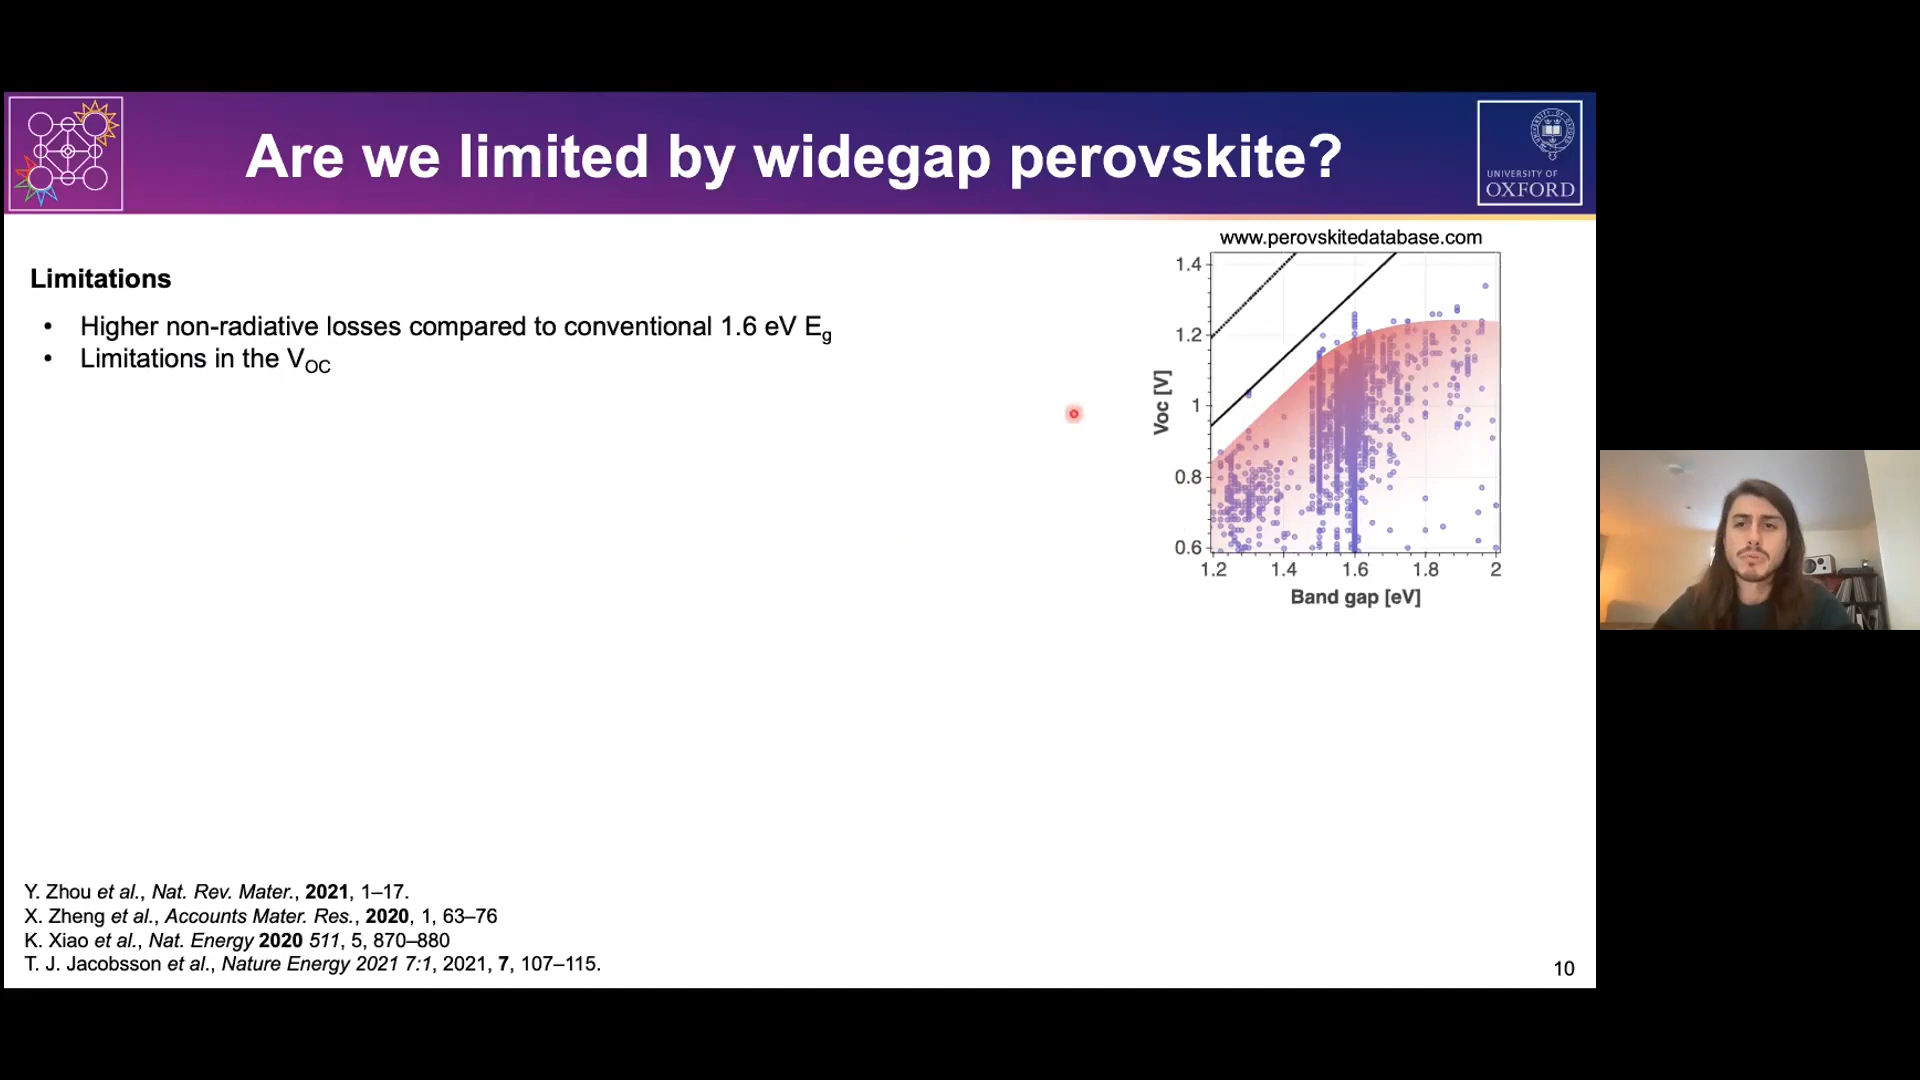 Are we limited by widegap perovskite?
UNIVERSITY OF
OXFORD
Limitations
• Higher non-radiative losses compared to conventional 1.6 eV Eg
• Limitations in the VOC
www.perovskitedatabase.com
1.4
1.2
1
0.8
0.6
Voc [V]
1.2 1.4 1.6 1.8 2
Band gap [eV]
Y. Zhou et al., Nat. Rev. Mater., 2021, 1–17.
X. Zheng et al., Accounts Mater. Res., 2020, 1, 63–76
K. Xiao et al., Nat. Energy 2020 511, 5, 870–880
T. J. Jacobsson et al., Nature Energy 2021 7:1, 2021, 7, 107–115.
10